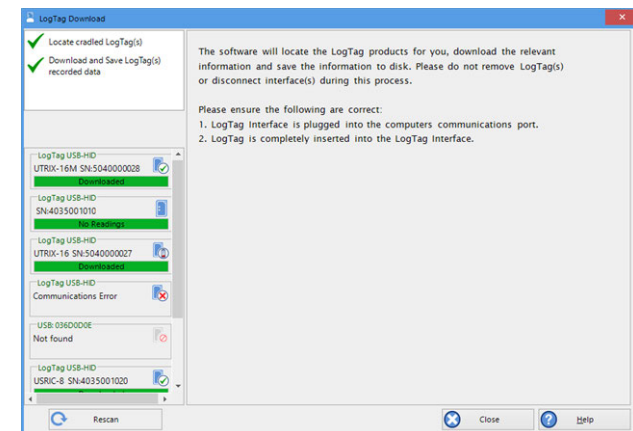 LogTag Download
Locate cradled LogTag(s)
Download and Save LogTag(s)
recorded data
The software will locate the LogTag products for you, download the relevant
information and save the information to disk. Please do not remove LogTag(s)
or disconnect interface(s) during this process.
Please ensure the following are correct:
1. LogTag Interface is plugged into the computers communications port.
2. LogTag is completely inserted into the LogTag Interface.
LogTag USB-HID
UTRIX-16M SN:5040000028
Downloaded
LogTag USB-HID
SN:4035001010
No Readings
LogTag USB-HID
UTRIX-16 SN:5040000027
Downloaded
LogTag USB-HID
Communications Error
USB: 036D0D0E
Not found
LogTag USB-HID
USRIC-8 SN:4035001020
Rescan
Close
Help